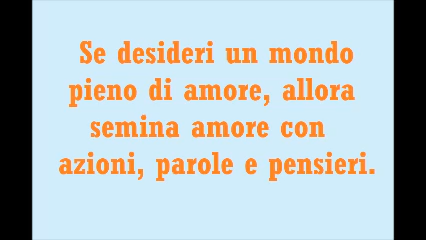 Se desideri un mondo
pieno di amore, allora
semina amore con
azioni, parole e pensieri.